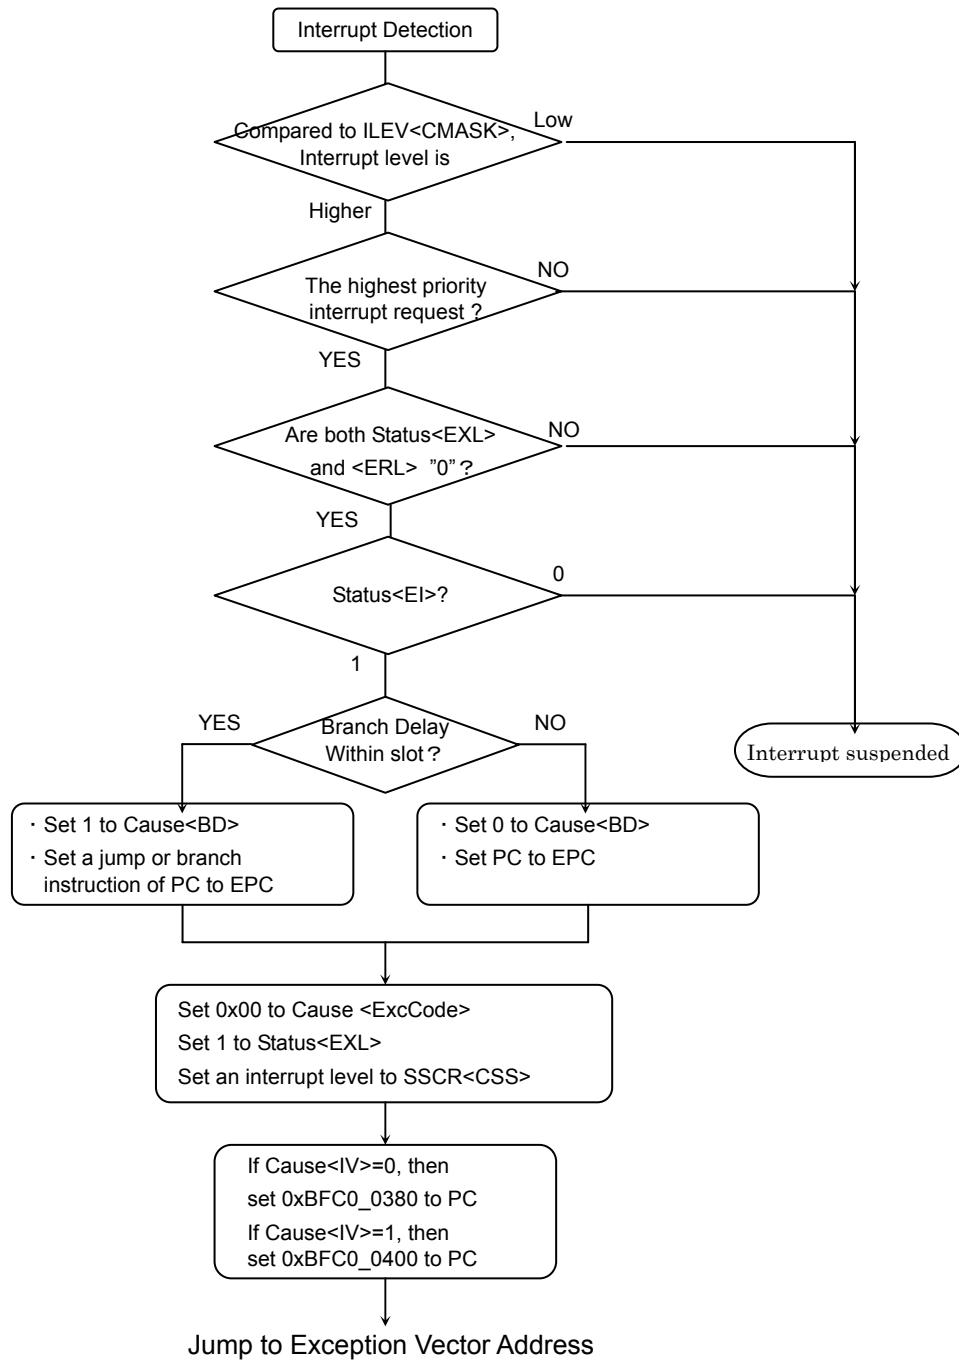 Interrupt Detection
Compared to ILEV<CMASK>,
Interrupt level is
Low
Higher
The highest priority
interrupt request ?
NO
YES
Are both Status<EXL>
and <ERL> ”0” ?
NO
YES
Status<EI>?
0
1
Branch Delay
Within slot ?
YES
NO
Interrupt suspended
・Set 1 to Cause<BD>
・Set a jump or branch
instruction of PC to EPC
・Set 0 to Cause<BD>
・Set PC to EPC
Set 0x00 to Cause <ExcCode>
Set 1 to Status<EXL>
Set an interrupt level to SSCR<CSS>
If Cause<IV>=0, then
set 0xBFC0_0380 to PC
If Cause<IV>=1, then
set 0xBFC0_0400 to PC
Jump to Exception Vector Address